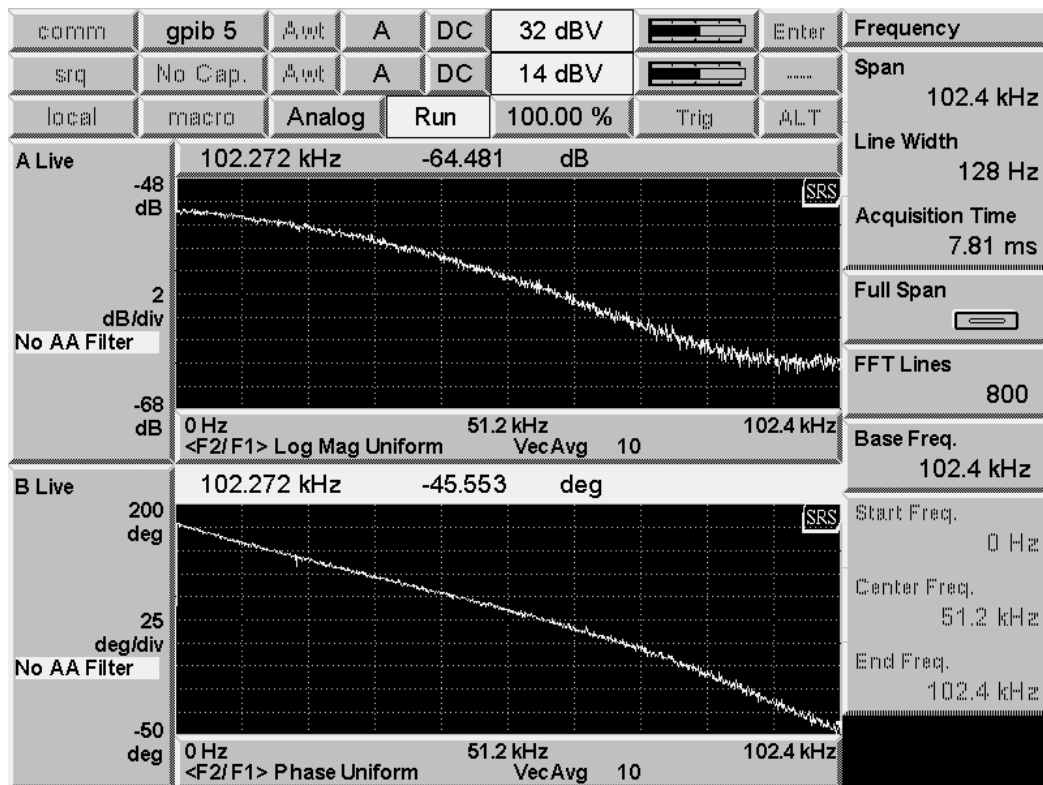 comm gpib 5 Awt A DC 32 dBV Enter
srq No Cap. Awt A DC 14 dBV ......
local macro Analog Run 100.00 % Trig ALT
Frequency
Span
102.4 kHz
Line Width
128 Hz
Acquisition Time
7.81 ms
Full Span
FFT Lines
800
Base Freq.
102.4 kHz
Start Freq.
0 Hz
Center Freq.
51.2 kHz
End Freq.
102.4 kHz
A Live
102.272 kHz -64.481 dB
SRS
-48
dB
2
dB/div
No AA Filter
-68
dB
0 Hz 51.2 kHz 102.4 kHz
<F2/F1> Log Mag Uniform VecAvg 10
B Live
102.272 kHz -45.553 deg
SRS
200
deg
25
deg/div
No AA Filter
-50
deg
0 Hz 51.2 kHz 102.4 kHz
<F2/F1> Phase Uniform VecAvg 10